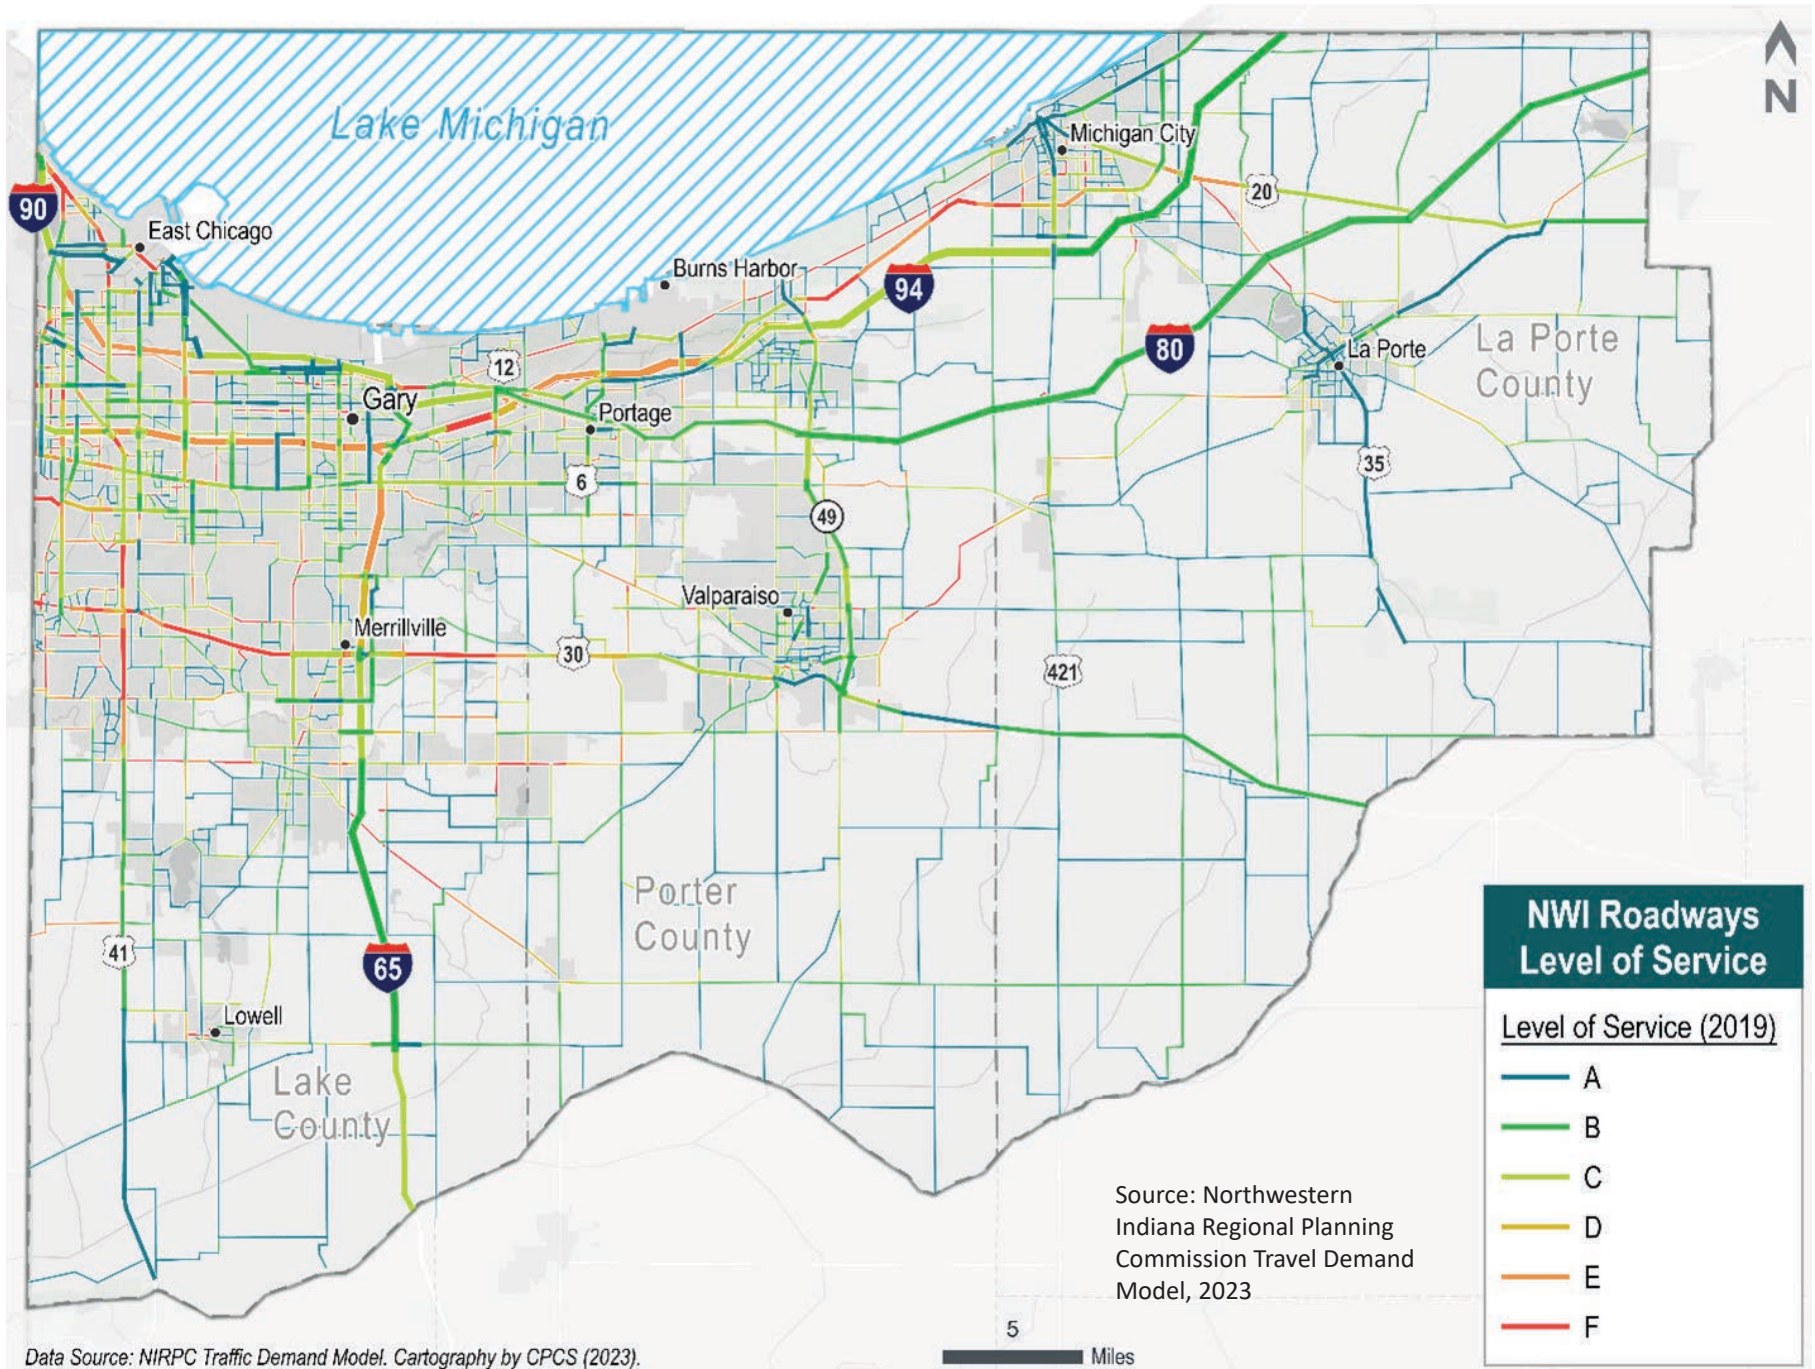 N
Lake Michigan
Michigan City
90
20
East Chicago
Burns Harbor
94
80
La Porte
La Porte
County
12
Gary
Portage
35
6
49
Valparaiso
Merrillville
30
421
Porter
County
41
65
Lowell
Lake
County
NWI Roadways
Level of Service
Level of Service (2019)
A
B
C
D
E
F
Source: Northwestern
Indiana Regional Planning
Commission Travel Demand
Model, 2023
5
Miles
Data Source: NIRPC Traffic Demand Model. Cartography by CPCS (2023).